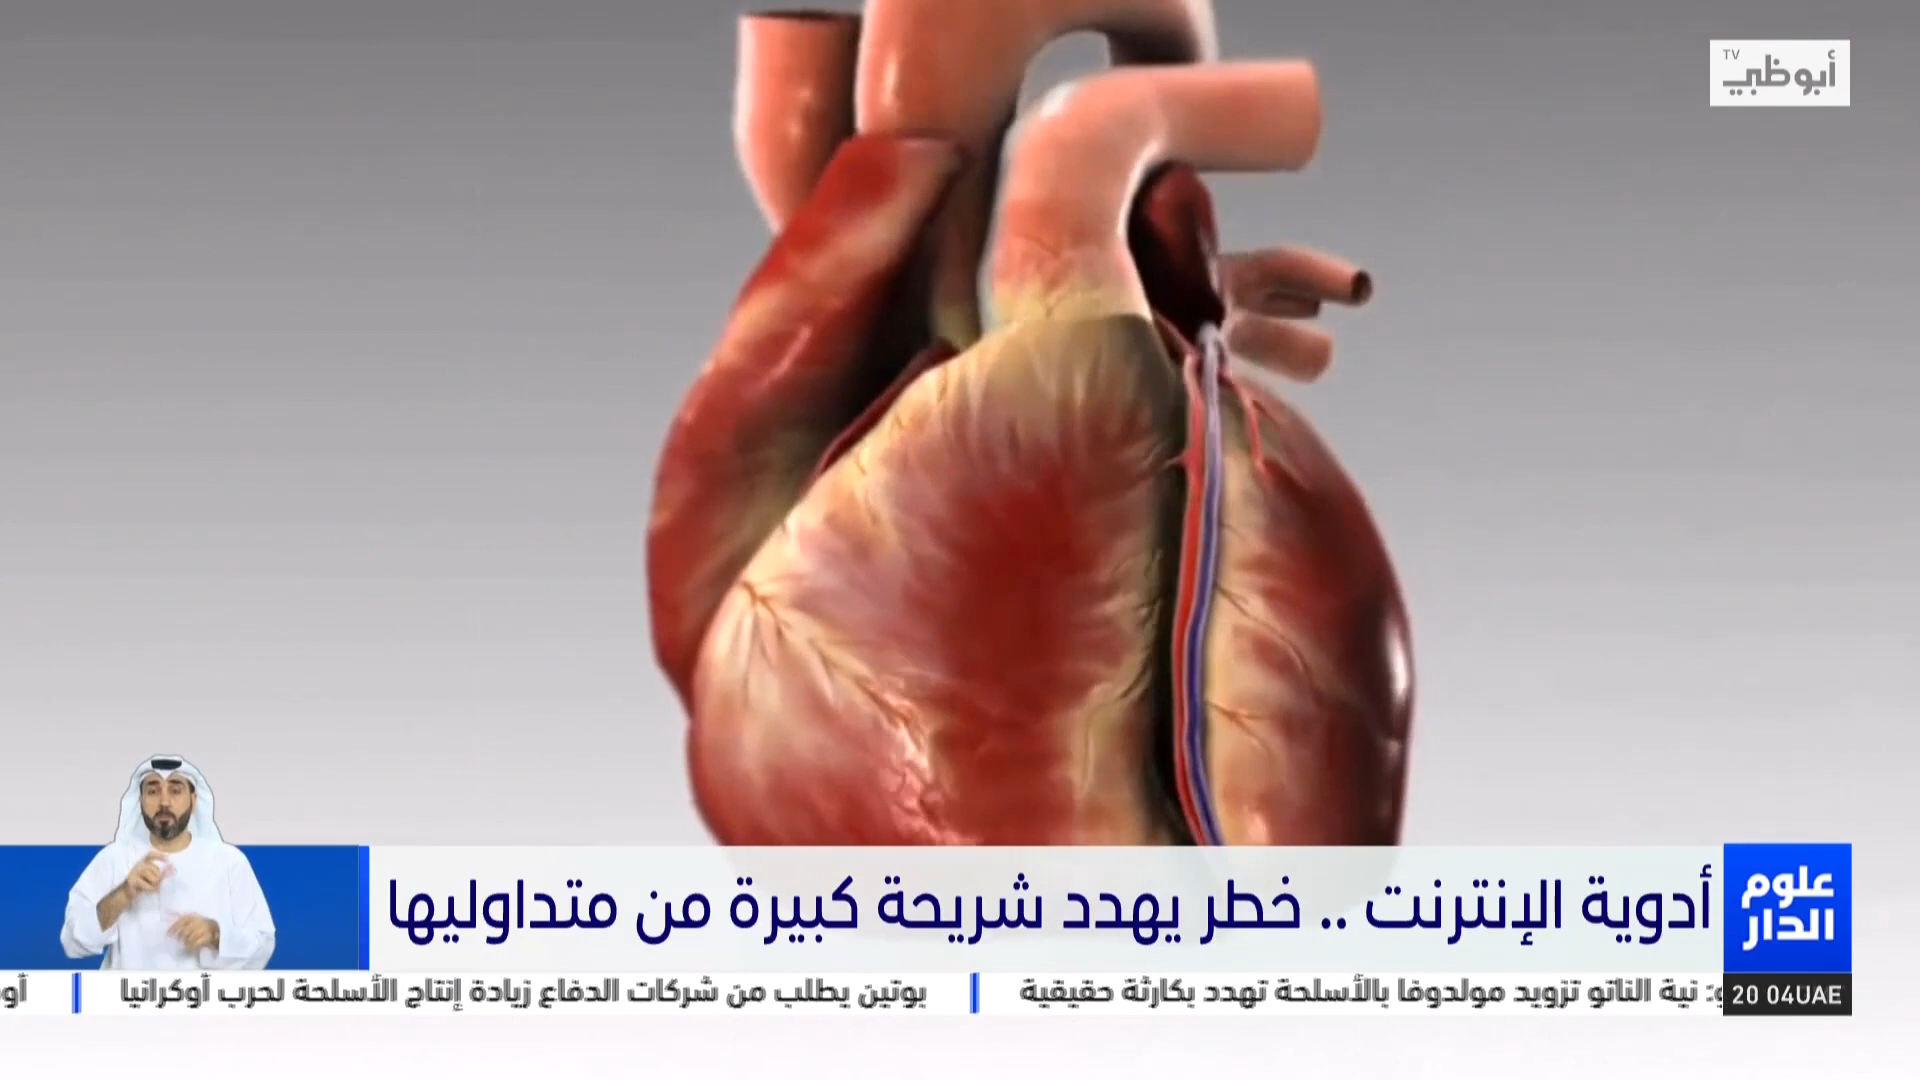 TV
أبوظبي
علوم
الدار
أدوية الإنترنت .. خطر يهدد شريحة كبيرة من متداوليها
نية الناتو تزويد مولدوفا بالأسلحة تهدد بكارثة حقيقية
بوتين يطلب من شركات الدفاع زيادة إنتاج الأسلحة لحرب أوكرانيا
20 04UAE